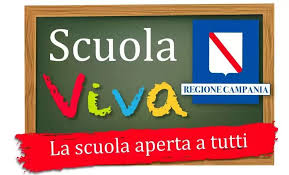 Scuola
Viva
REGIONE CAMPANIA
La scuola aperta a tutti